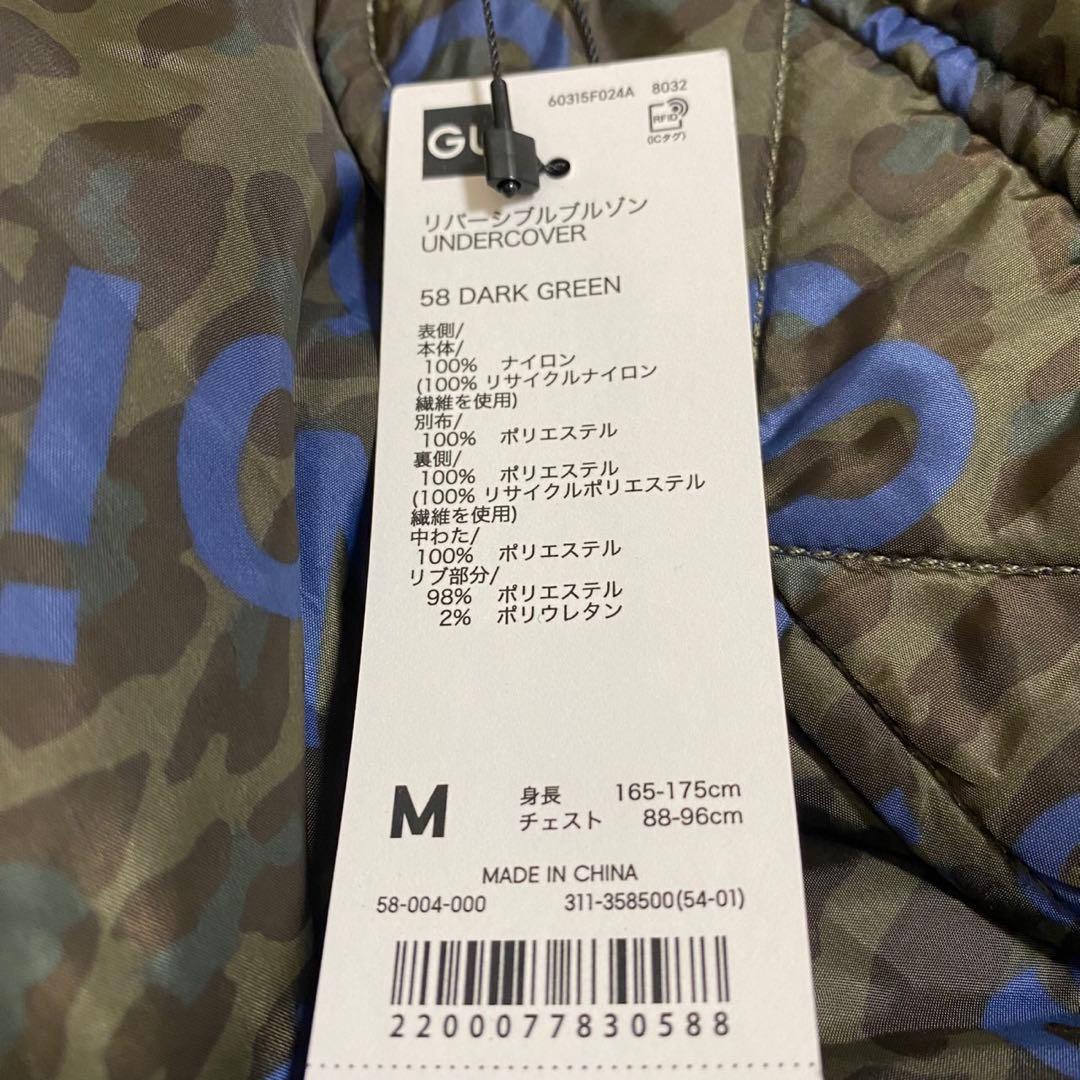 60315F024A 8032
GU
RFID
(ICタグ)
リバーシブルブルゾン
UNDERCOVER
58 DARK GREEN
表側/
本体/
100% ナイロン
(100% リサイクルナイロン
繊維を使用)
別布/
100% ポリエステル
裏側/
100% ポリエステル
(100% リサイクルポリエステル
繊維を使用)
中わた/
100% ポリエステル
リブ部分/
98% ポリエステル
2% ポリウレタン
M
身長 165-175cm
チェスト 88-96cm
MADE IN CHINA
58-004-000 311-358500(54-01)
2200077830588